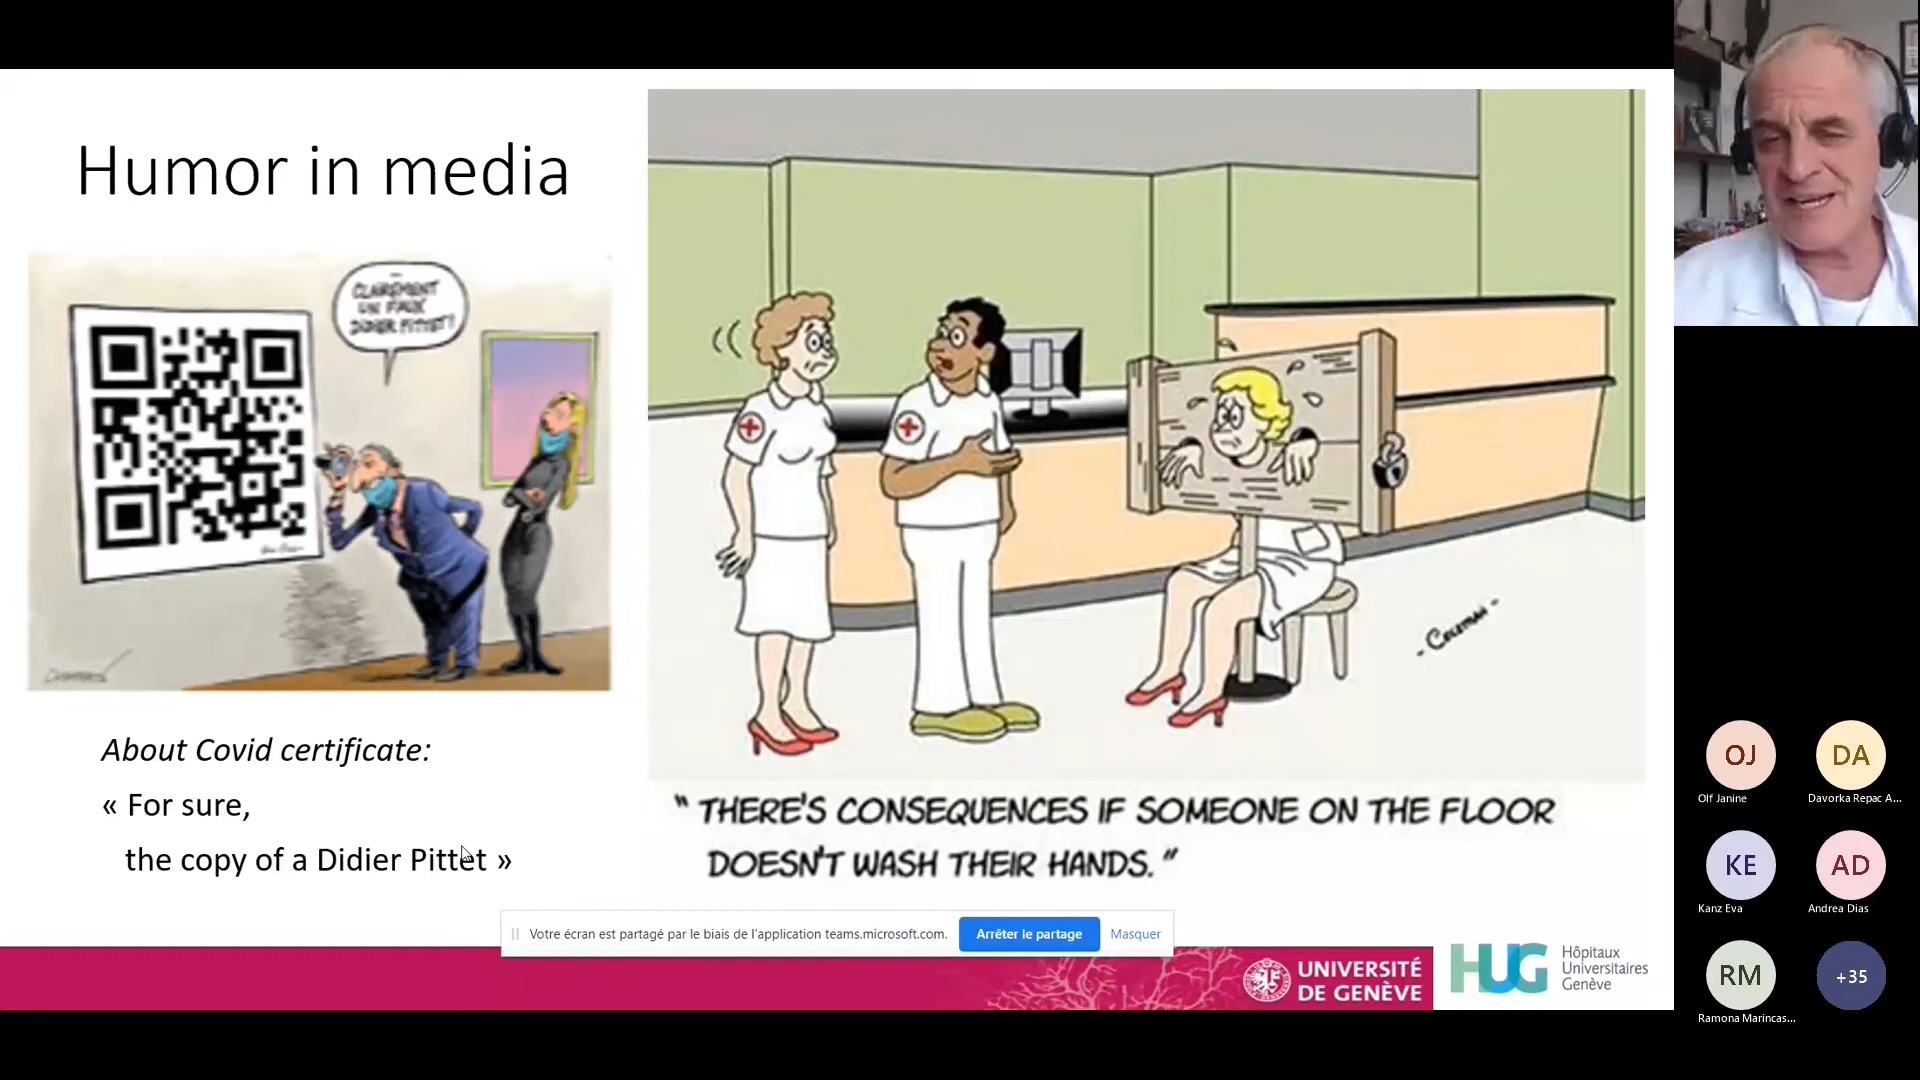 Humor in media
CLAIREMENT
UN FAUX
DIDIER PITTET!
About Covid certificate:
« For sure,
the copy of a Didier Pittet »
-COLEMAN-
" THERE'S CONSEQUENCES IF SOMEONE ON THE FLOOR
DOESN'T WASH THEIR HANDS. "
Votre écran est partagé par le biais de l'application teams.microsoft.com.
Arrêter le partage
Masquer
UNIVERSITÉ
DE GENÈVE
HUG
Hôpitaux
Universitaires
Genève
OJ
Olf Janine
DA
Davorka Repac A...
KE
Kanz Eva
AD
Andrea Dias
RM
Ramona Marincas...
+35